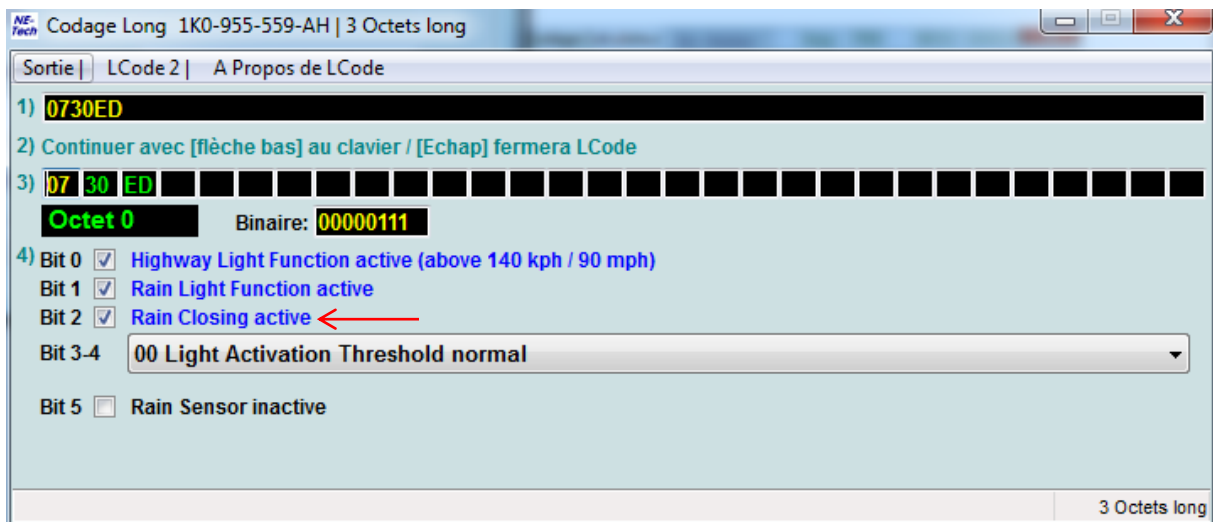 NE-Tech Codage Long 1K0-955-559-AH | 3 Octets long
Sortie | LCode 2 | A Propos de LCode
1) 0730ED
2) Continuer avec [flèche bas] au clavier / [Echap] fermera LCode
3) 07 30 ED
Octet 0 Binaire: 00000111
4) Bit 0 Highway Light Function active (above 140 kph / 90 mph)
Bit 1 Rain Light Function active
Bit 2 Rain Closing active
Bit 3-4 00 Light Activation Threshold normal
Bit 5 Rain Sensor inactive
3 Octets long